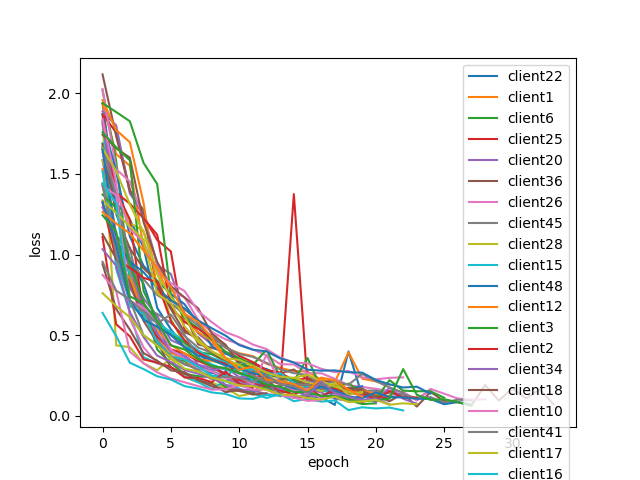 2.0
1.5
1.0
0.5
0.0
loss
0
5
10
15
20
25
30
epoch
client22
client1
client6
client25
client20
client36
client26
client45
client28
client15
client48
client12
client3
client2
client34
client18
client10
client41
client17
client16